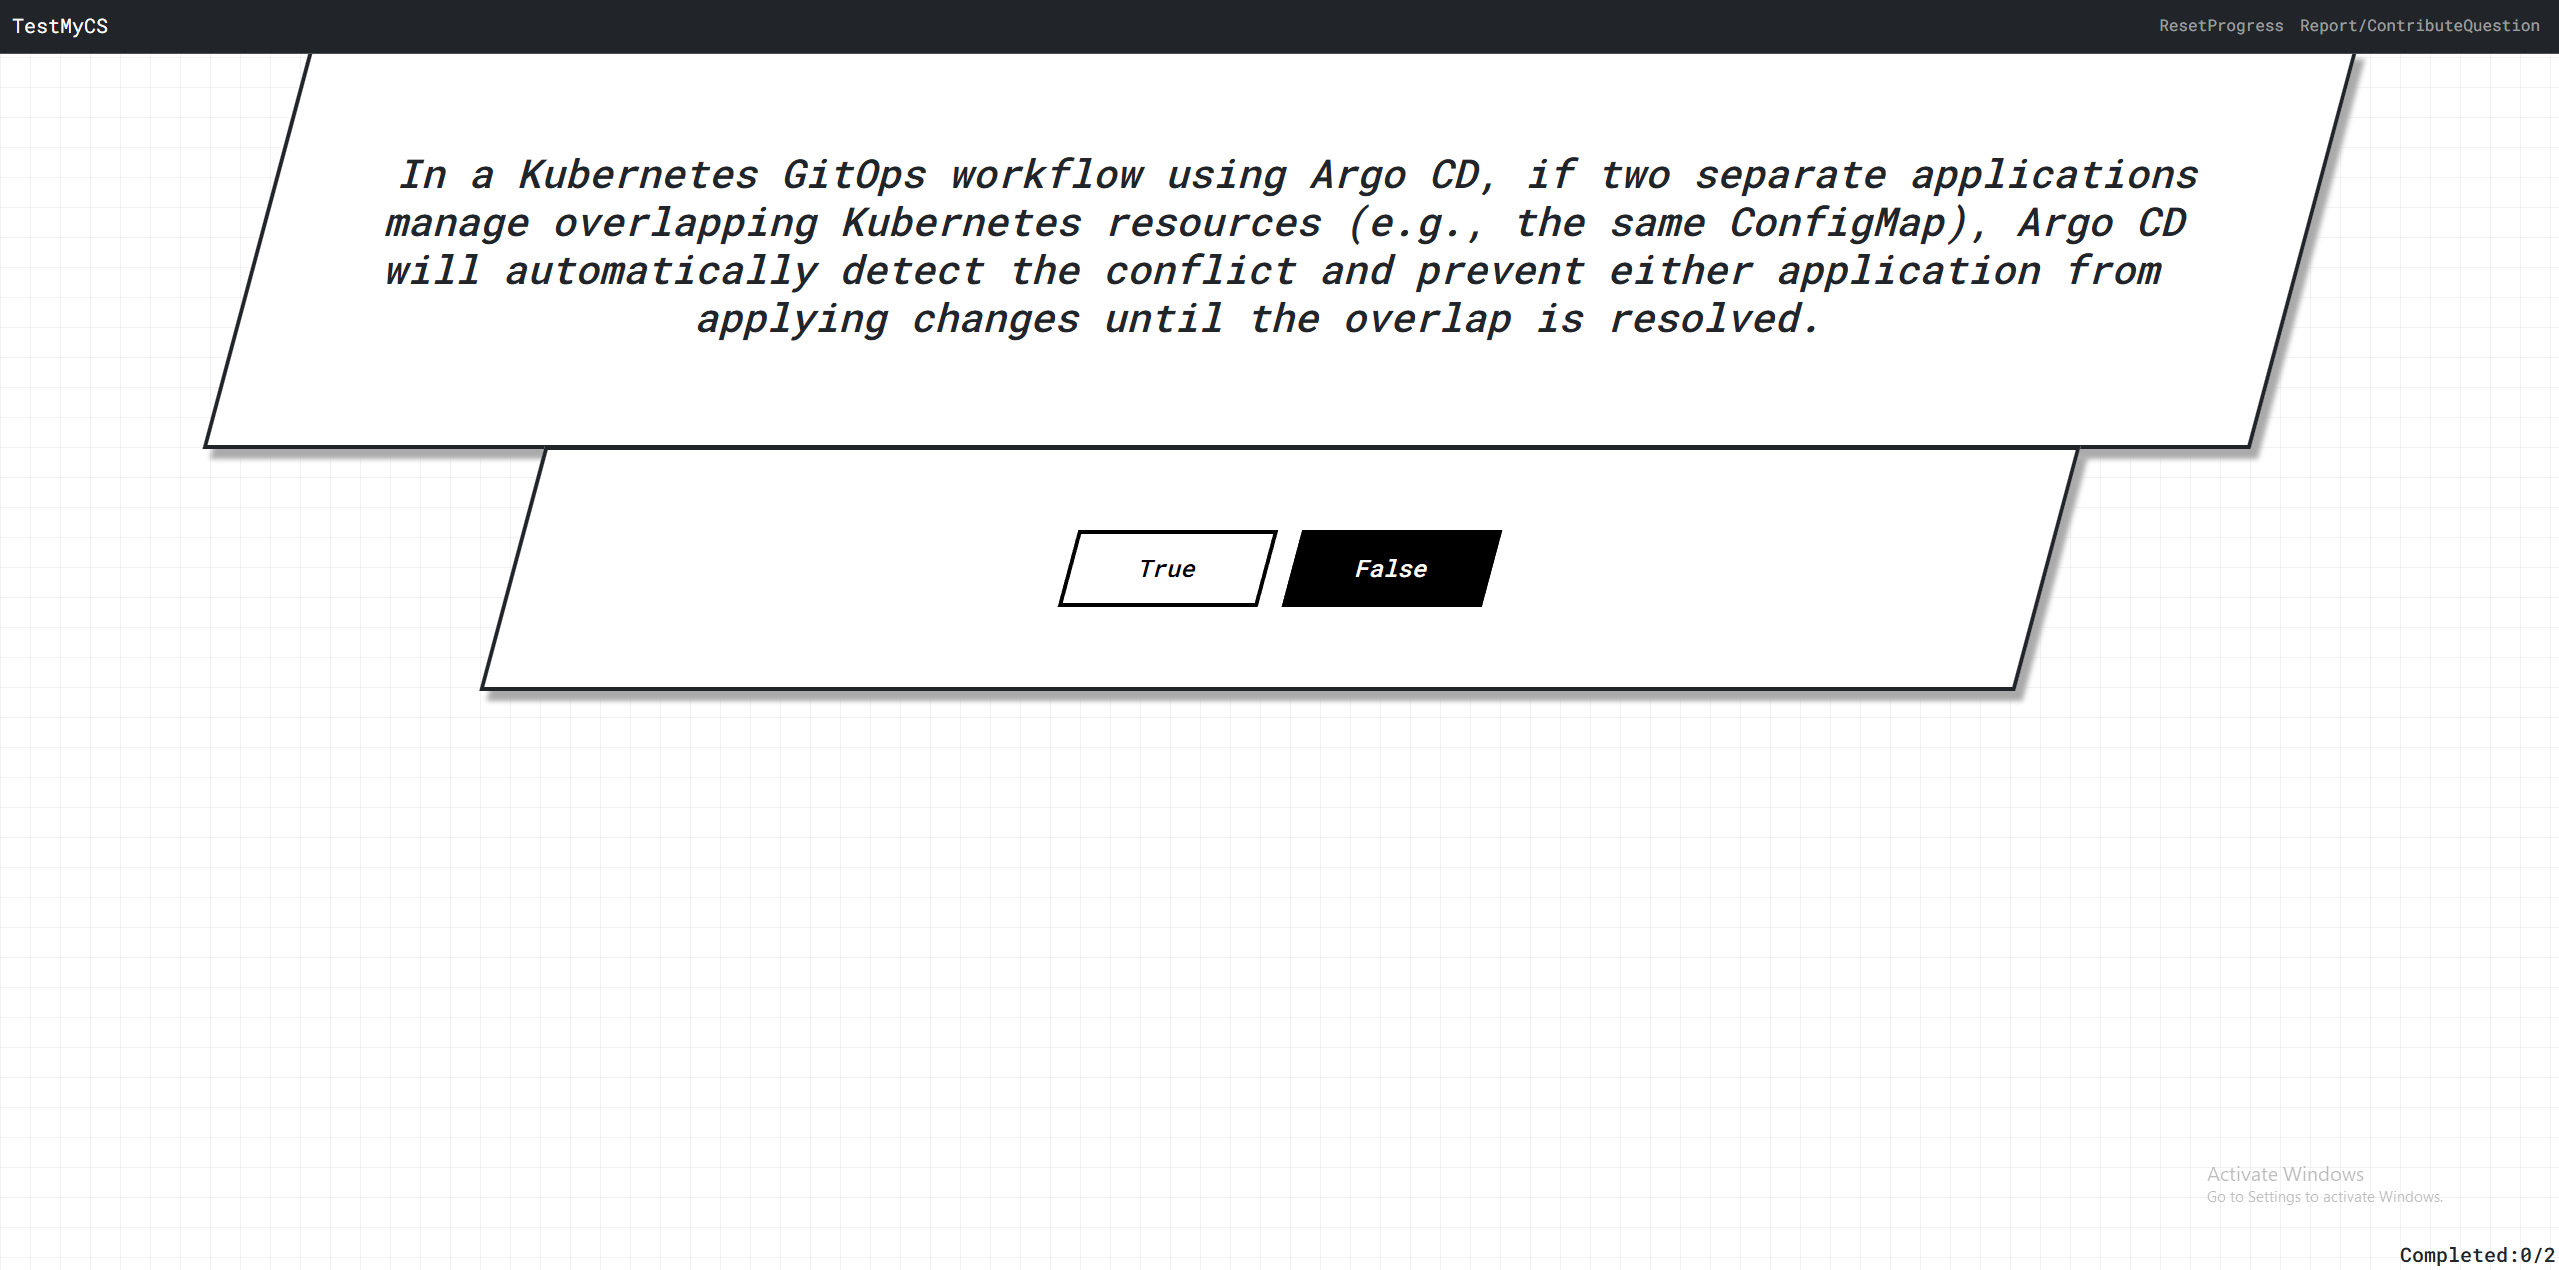 TestMyCS
ResetProgress Report/ContributeQuestion
In a Kubernetes GitOps workflow using Argo CD, if two separate applications
manage overlapping Kubernetes resources (e.g., the same ConfigMap), Argo CD
will automatically detect the conflict and prevent either application from
applying changes until the overlap is resolved.
True False
Activate Windows
Go to Settings to activate Windows.
Completed:0/2